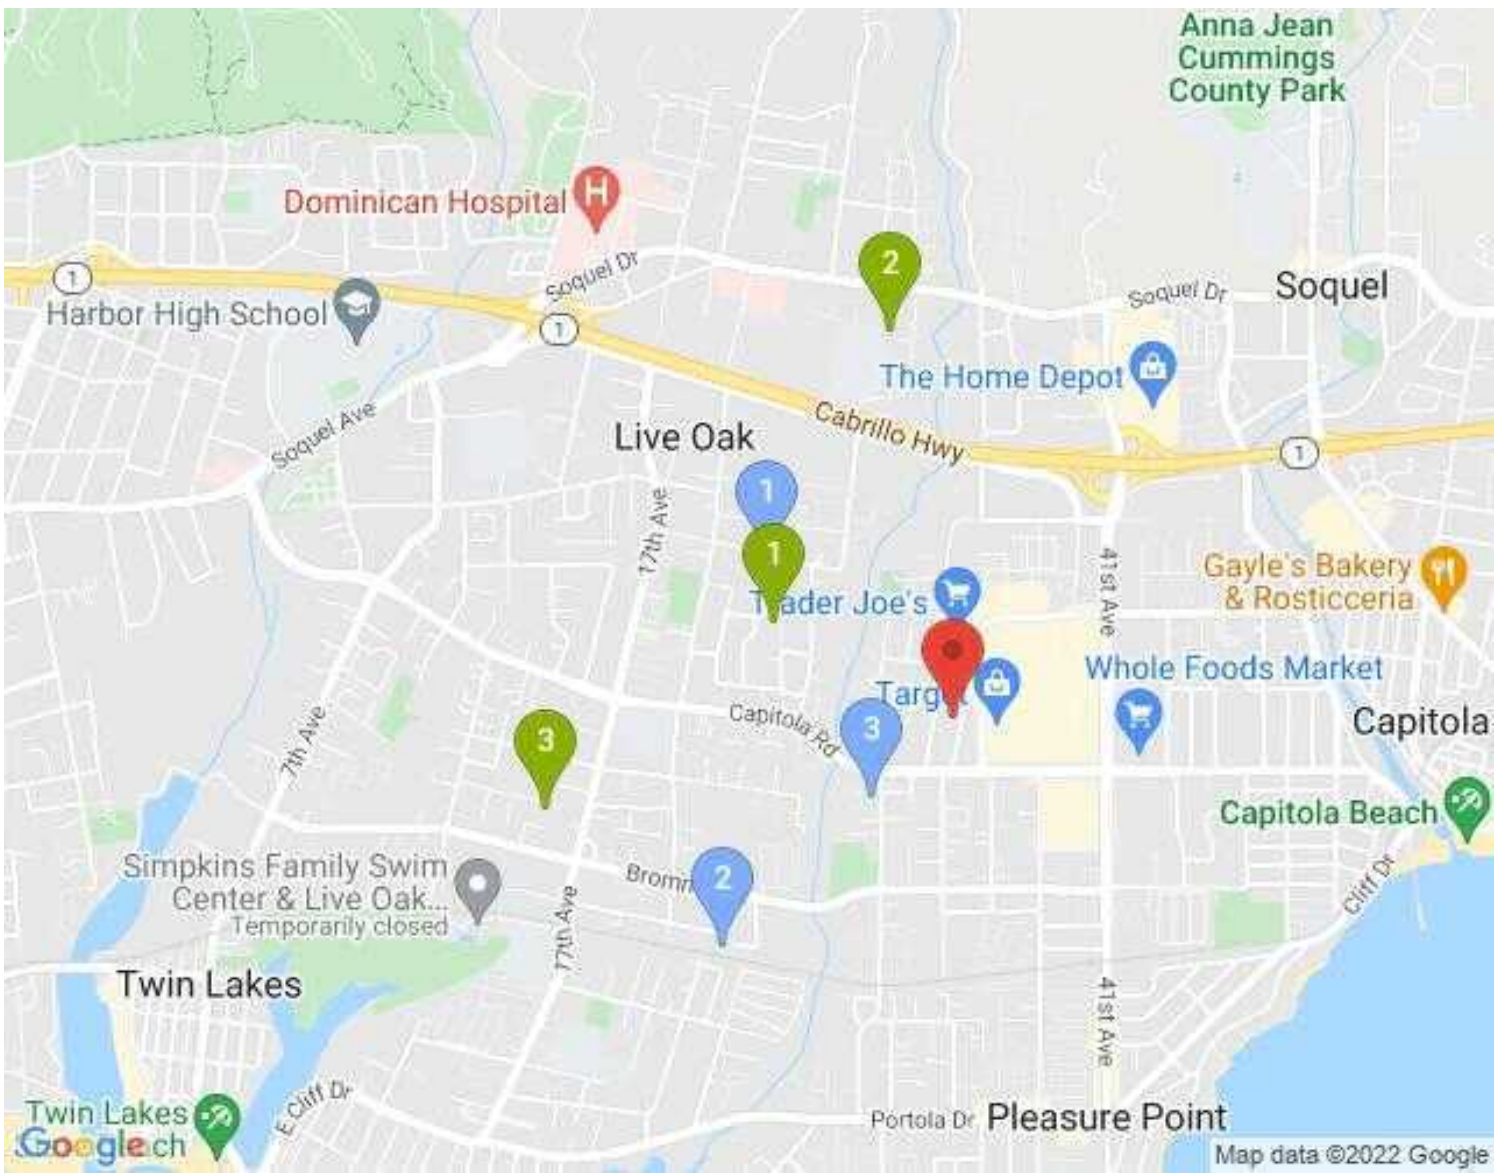 Anna Jean
Cummings
County Park
Dominican Hospital
H
2
1
Soquel Dr
Soquel Dr
Soquel
Harbor High School
1
The Home Depot
Soquel Ave
Live Oak
Cabrillo Hwy
1
1
17th Ave
1
41st Ave
Gayle's Bakery
& Rosticceria
Trader Joe's
Whole Foods Market
Target
7th Ave
3
Capitola Rd
3
Capitola
Capitola Beach
Simpkins Family Swim
Center & Live Oak...
Temporarily closed
2
Cliff Dr
17th Ave
Twin Lakes
41st Ave
E Cliff Dr
Twin Lakes
Google
Portola Dr
Pleasure Point
Map data ©2022 Google